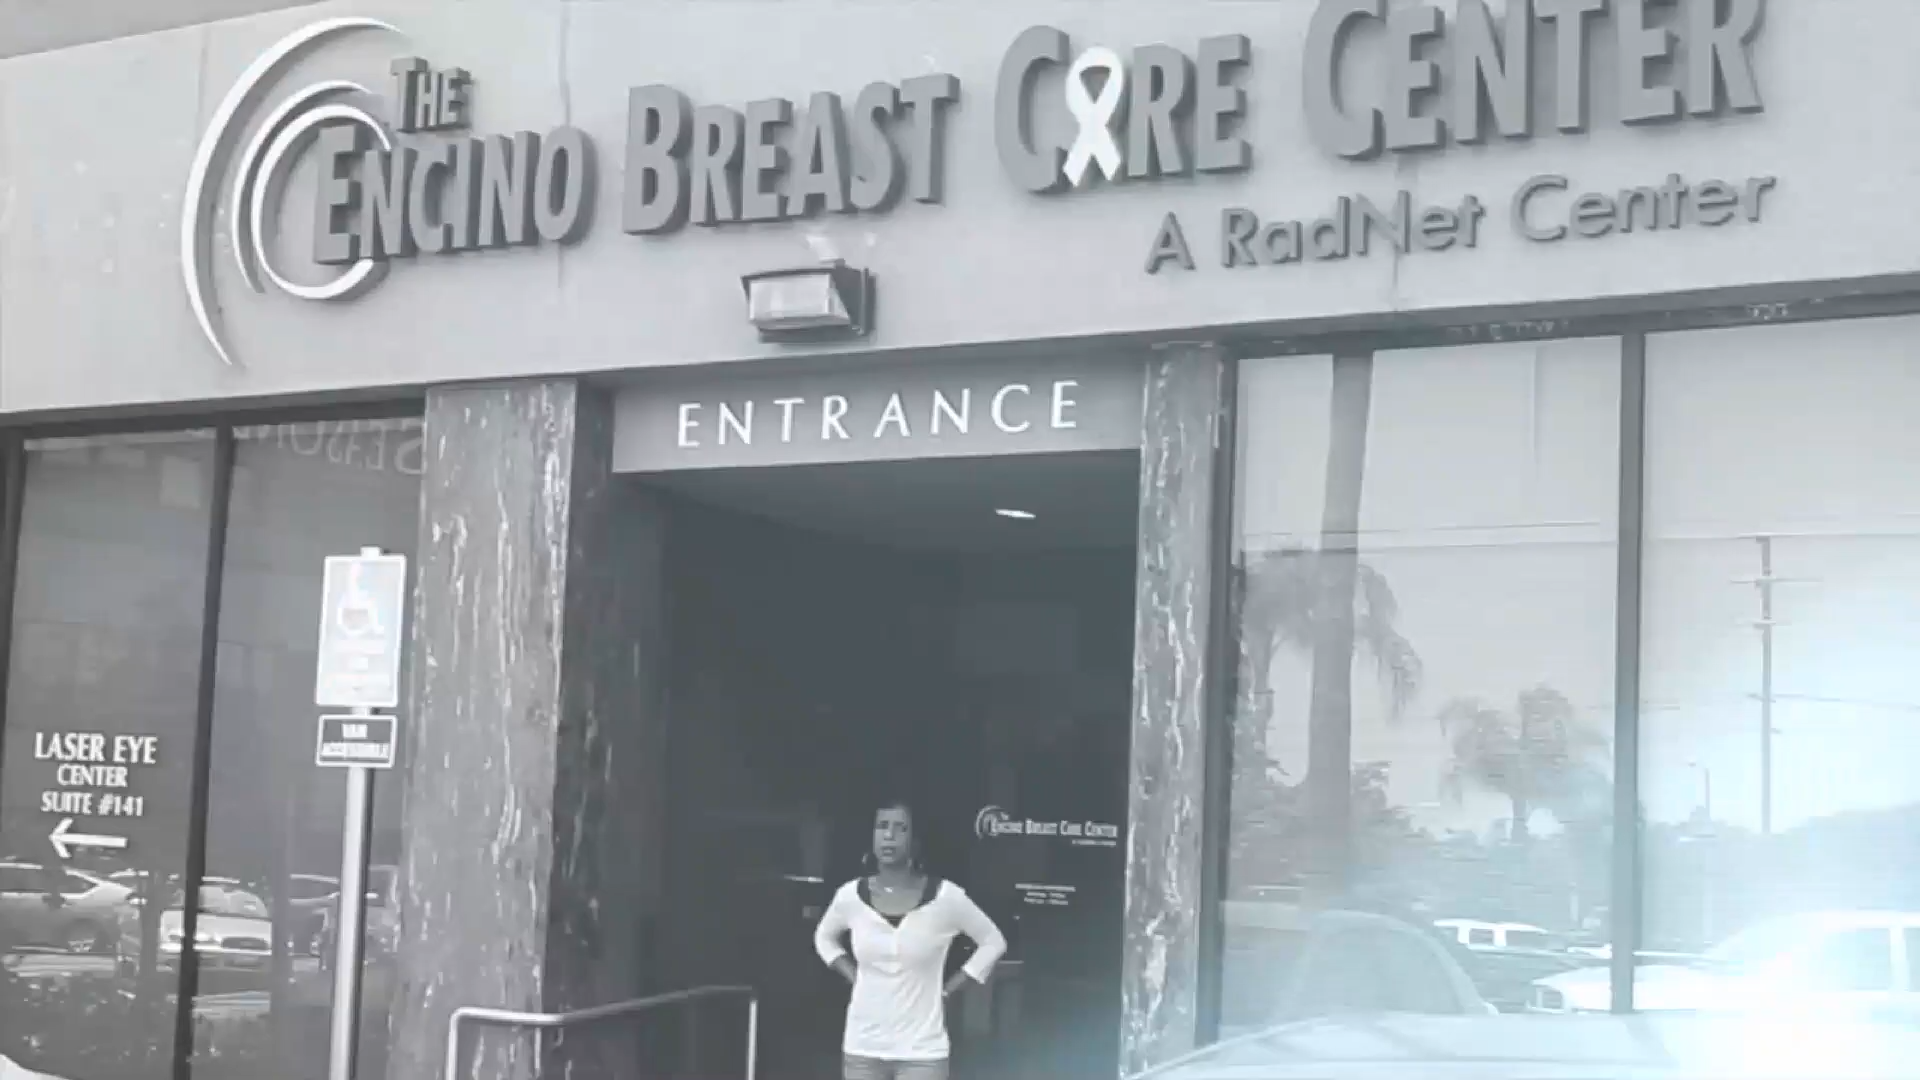 THE
ENCINO BREAST CARE CENTER
A RadNet Center
ENTRANCE
LASER EYE
CENTER
SUITE #141
VAN
ACCESSIBLE
ENCINO BREAST CARE CENTER